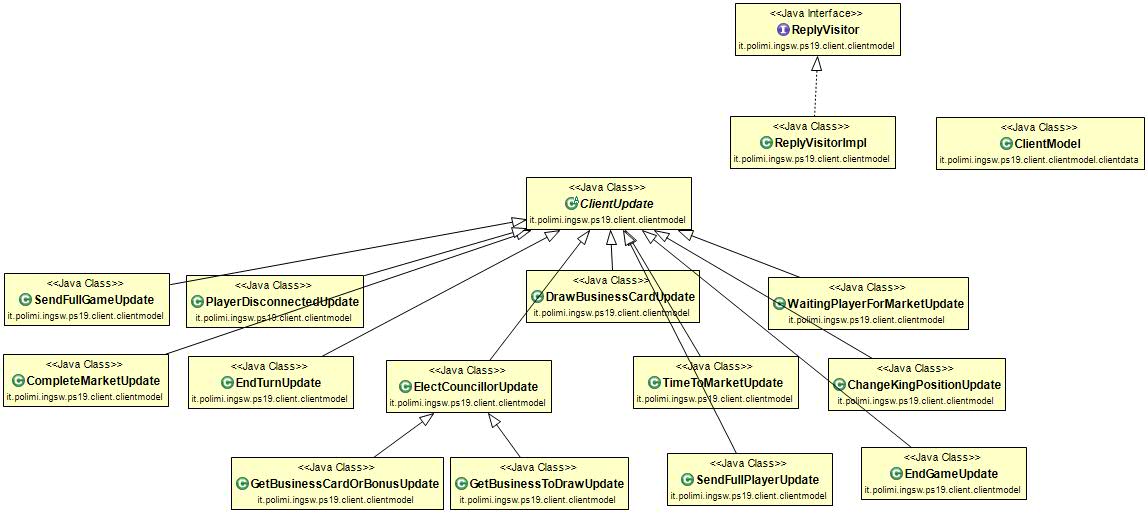 <<Java Interface>>
ReplyVisitor
it.polimi.ingsw.ps19.client.clientmodel
<<Java Class>>
ReplyVisitorImpl
it.polimi.ingsw.ps19.client.clientmodel
<<Java Class>>
ClientModel
it.polimi.ingsw.ps19.client.clientmodel.clientdata
<<Java Class>>
ClientUpdate
it.polimi.ingsw.ps19.client.clientmodel
<<Java Class>>
SendFullGameUpdate
it.polimi.ingsw.ps19.client.clientmodel
<<Java Class>>
PlayerDisconnectedUpdate
it.polimi.ingsw.ps19.client.clientmodel
<<Java Class>>
DrawBusinessCardUpdate
it.polimi.ingsw.ps19.client.clientmodel
<<Java Class>>
WaitingPlayerForMarketUpdate
it.polimi.ingsw.ps19.client.clientmodel
<<Java Class>>
CompleteMarketUpdate
it.polimi.ingsw.ps19.client.clientmodel
<<Java Class>>
EndTurnUpdate
it.polimi.ingsw.ps19.client.clientmodel
<<Java Class>>
ElectCouncillorUpdate
it.polimi.ingsw.ps19.client.clientmodel
<<Java Class>>
TimeToMarketUpdate
it.polimi.ingsw.ps19.client.clientmodel
<<Java Class>>
ChangeKingPositionUpdate
it.polimi.ingsw.ps19.client.clientmodel
<<Java Class>>
GetBusinessCardOrBonusUpdate
it.polimi.ingsw.ps19.client.clientmodel
<<Java Class>>
GetBusinessToDrawUpdate
it.polimi.ingsw.ps19.client.clientmodel
<<Java Class>>
SendFullPlayerUpdate
it.polimi.ingsw.ps19.client.clientmodel
<<Java Class>>
EndGameUpdate
it.polimi.ingsw.ps19.client.clientmodel